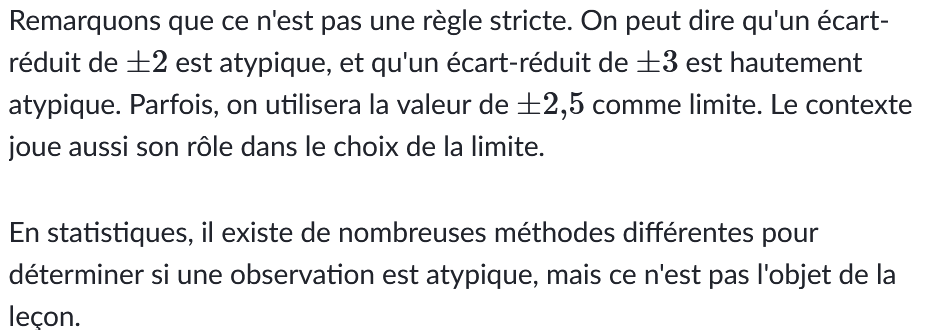 Remarquons que ce n'est pas une règle stricte. On peut dire qu'un écart-
réduit de ±2 est atypique, et qu'un écart-réduit de ±3 est hautement
atypique. Parfois, on utilisera la valeur de ±2,5 comme limite. Le contexte
joue aussi son rôle dans le choix de la limite.
En statistiques, il existe de nombreuses méthodes différentes pour
déterminer si une observation est atypique, mais ce n'est pas l'objet de la
leçon.